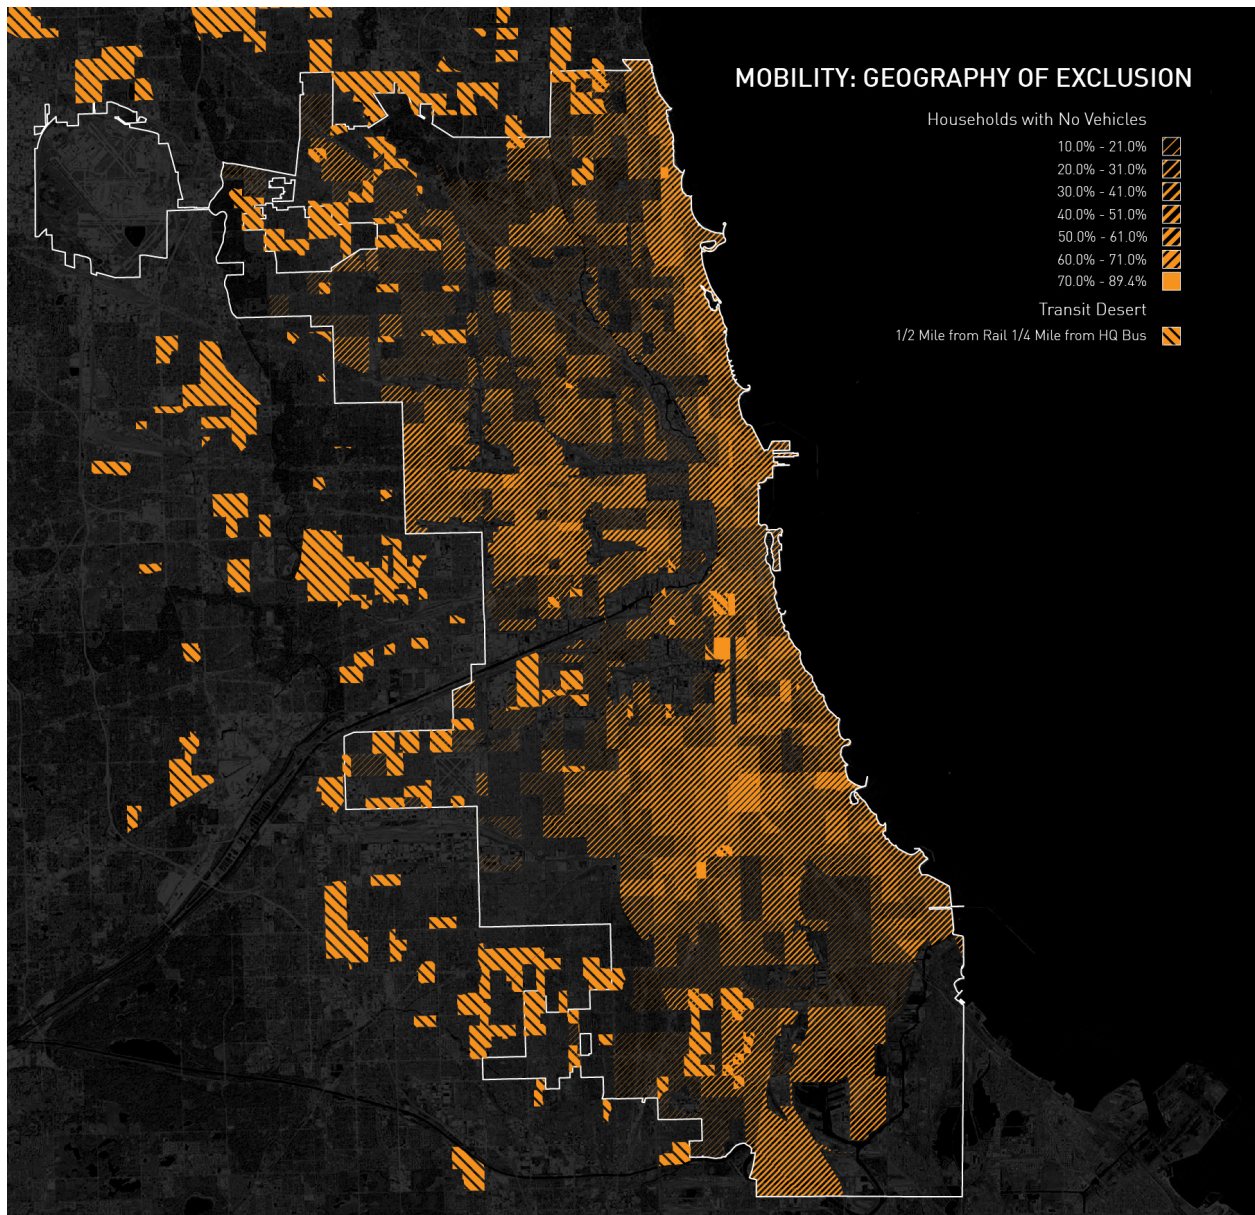 MOBILITY: GEOGRAPHY OF EXCLUSION
Households with No Vehicles
10.0% - 21.0%
20.0% - 31.0%
30.0% - 41.0%
40.0% - 51.0%
50.0% - 61.0%
60.0% - 71.0%
70.0% - 89.4%
Transit Desert
1/2 Mile from Rail 1/4 Mile from HQ Bus